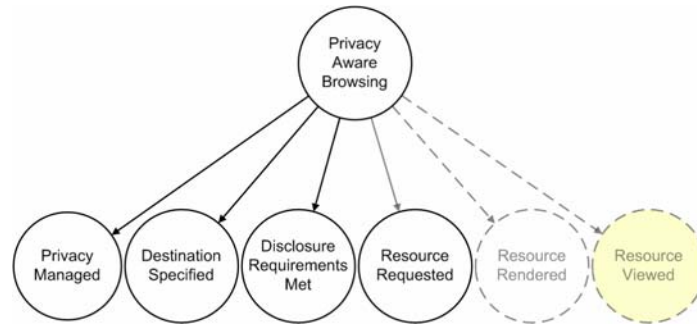 Privacy
Aware
Browsing
Privacy
Managed
Destination
Specified
Disclosure
Requirements
Met
Resource
Requested
Resource
Rendered
Resource
Viewed